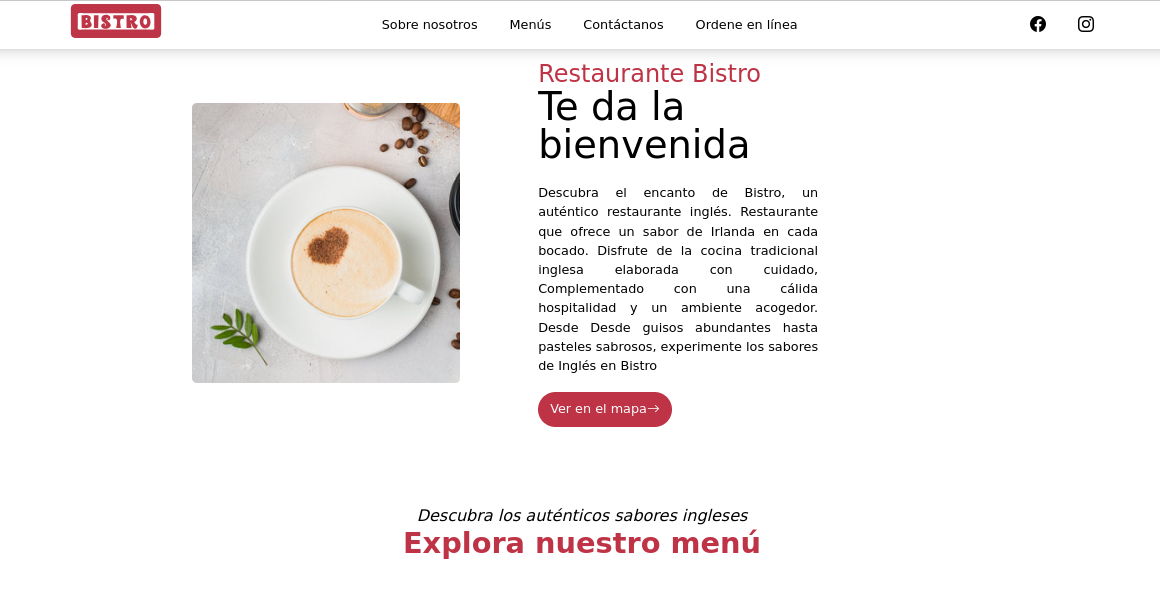 BISTRO
Sobre nosotros
Menús
Contáctanos
Ordene en línea
Restaurante Bistro
Te da la
bienvenida
Descubra el encanto de Bistro, un
auténtico restaurante inglés. Restaurante
que ofrece un sabor de Irlanda en cada
bocado. Disfrute de la cocina tradicional
inglesa elaborada con cuidado,
Complementado con una cálida
hospitalidad y un ambiente acogedor.
Desde Desde guisos abundantes hasta
pasteles sabrosos, experimente los sabores
de Inglés en Bistro
Ver en el mapa→
Descubra los auténticos sabores ingleses
Explora nuestro menú